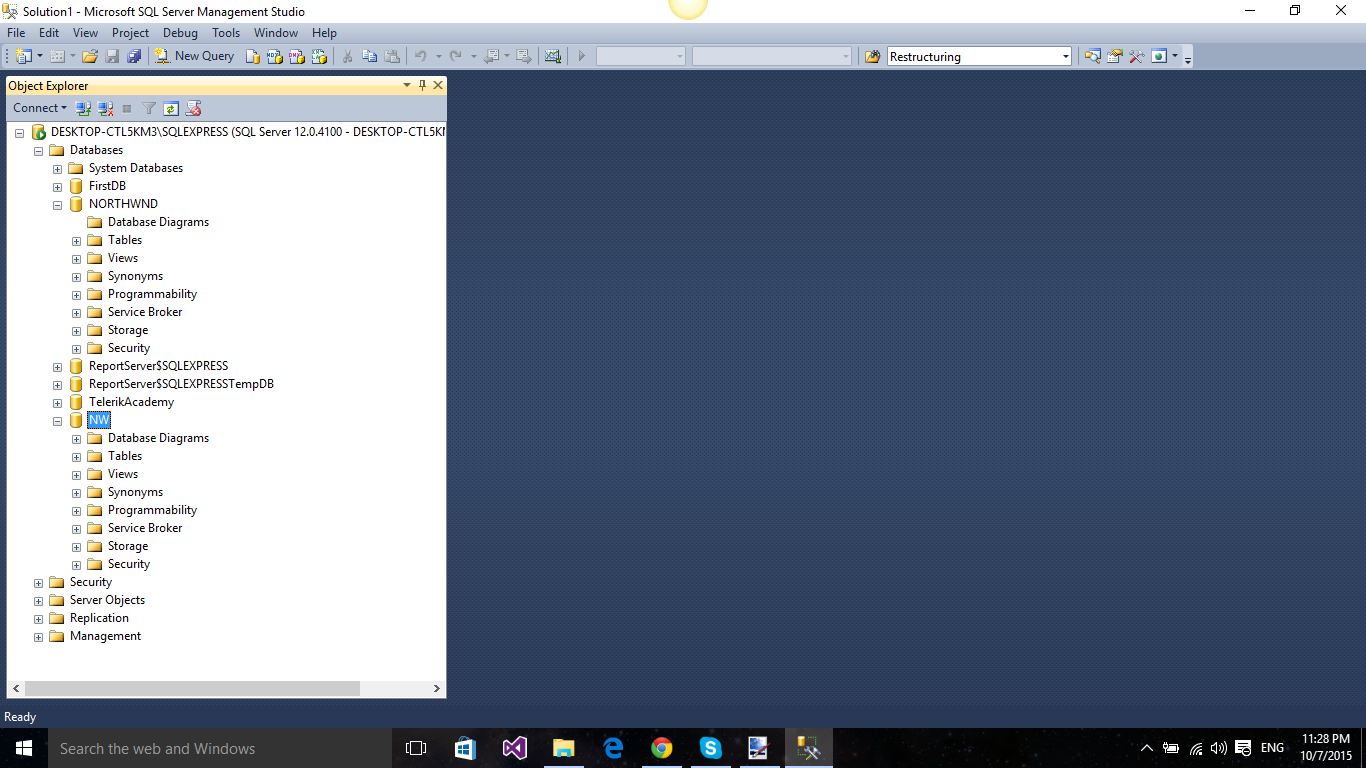 Solution1 - Microsoft SQL Server Management Studio
File Edit View Project Debug Tools Window Help
New Query Restructuring
Object Explorer
Connect
DESKTOP-CTL5KM3\SQLEXPRESS (SQL Server 12.0.4100 - DESKTOP-CTL5KM
Databases
System Databases
FirstDB
NORTHWND
Database Diagrams
Tables
Views
Synonyms
Programmability
Service Broker
Storage
Security
ReportServer$SQLEXPRESS
ReportServer$SQLEXPRESSTempDB
TelerikAcademy
NW
Database Diagrams
Tables
Views
Synonyms
Programmability
Service Broker
Storage
Security
Security
Server Objects
Replication
Management
Ready
Search the web and Windows
ENG
11:28 PM
10/7/2015